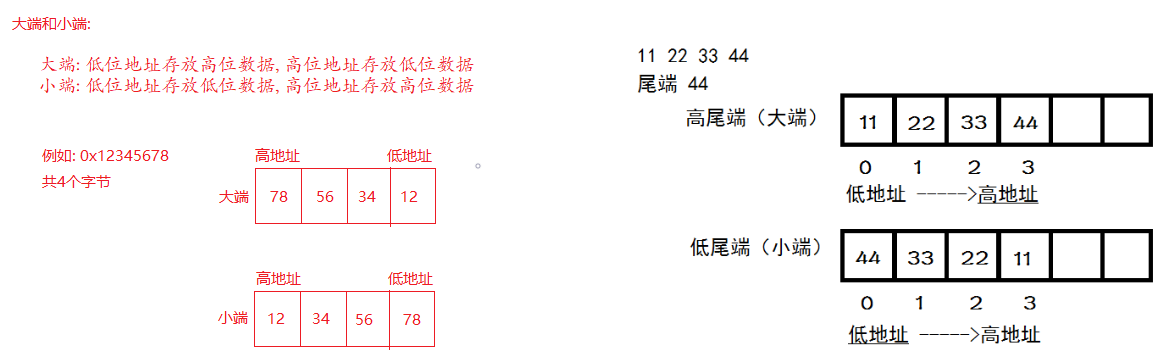 大端和小端:
大端: 低位地址存放高位数据, 高位地址存放低位数据
小端: 低位地址存放低位数据, 高位地址存放高位数据
例如: 0x12345678
共4个字节
高地址 低地址
大端 78 56 34 12
高地址 低地址
小端 12 34 56 78
11 22 33 44
尾端 44
高尾端（大端） 11 22 33 44
0 1 2 3
低地址 ----->高地址
低尾端（小端） 44 33 22 11
0 1 2 3
低地址 ----->高地址